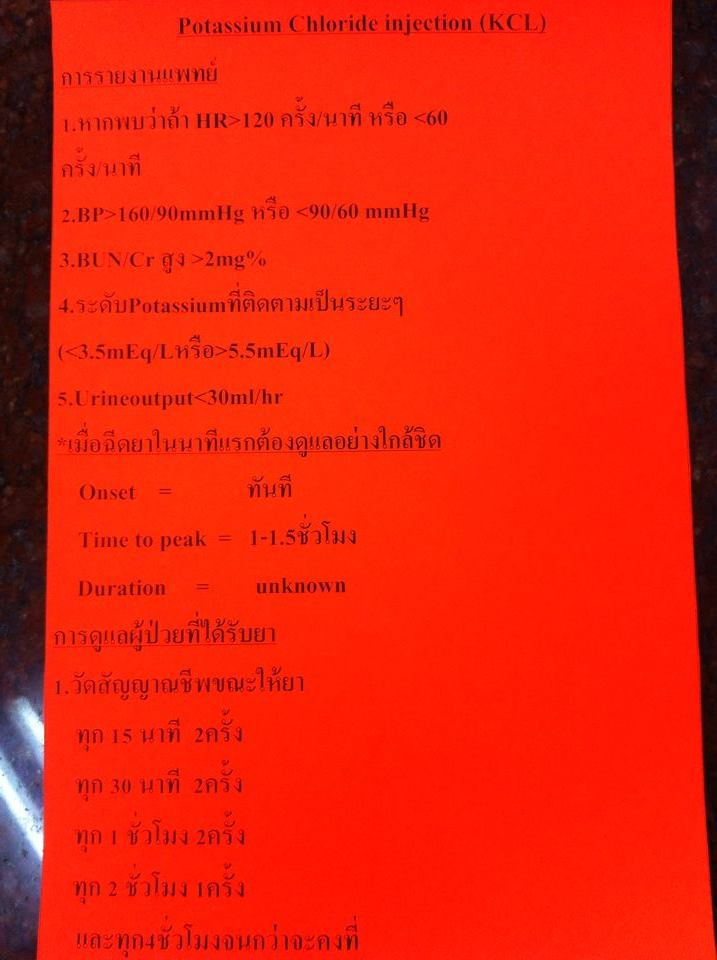 Potassium Chloride injection (KCL)
การรายงานแพทย์
1.หากพบว่าถ้า HR>120 ครั้ง/นาที หรือ <60
ครั้ง/นาที
2.BP>160/90mmHg หรือ <90/60 mmHg
3.BUN/Cr สูง >2mg%
4.ระดับPotassiumที่ติดตามเป็นระยะๆ
(<3.5mEq/Lหรือ>5.5mEq/L)
5.Urineoutput<30ml/hr
*เมื่อฉีดยาในนาทีแรกต้องดูแลอย่างใกล้ชิด
Onset = ทันที
Time to peak = 1-1.5ชั่วโมง
Duration = unknown
การดูแลผู้ป่วยที่ได้รับยา
1.วัดสัญญาณชีพขณะให้ยา
ทุก 15 นาที 2ครั้ง
ทุก 30 นาที 2ครั้ง
ทุก 1 ชั่วโมง 2ครั้ง
ทุก 2 ชั่วโมง 1ครั้ง
และทุก4ชั่วโมงจนกว่าจะคงที่